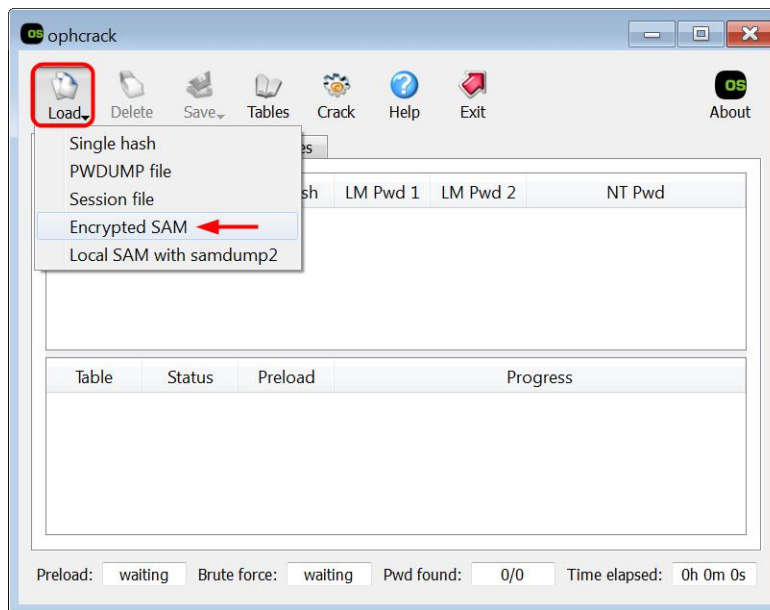 OS ophcrack
Load Delete Save Tables Crack Help Exit OS About
Single hash
PWDUMP file
Session file
Encrypted SAM
Local SAM with samdump2
LM Pwd 1 LM Pwd 2 NT Pwd
Table Status Preload Progress
Preload: waiting Brute force: waiting Pwd found: 0/0 Time elapsed: 0h 0m 0s